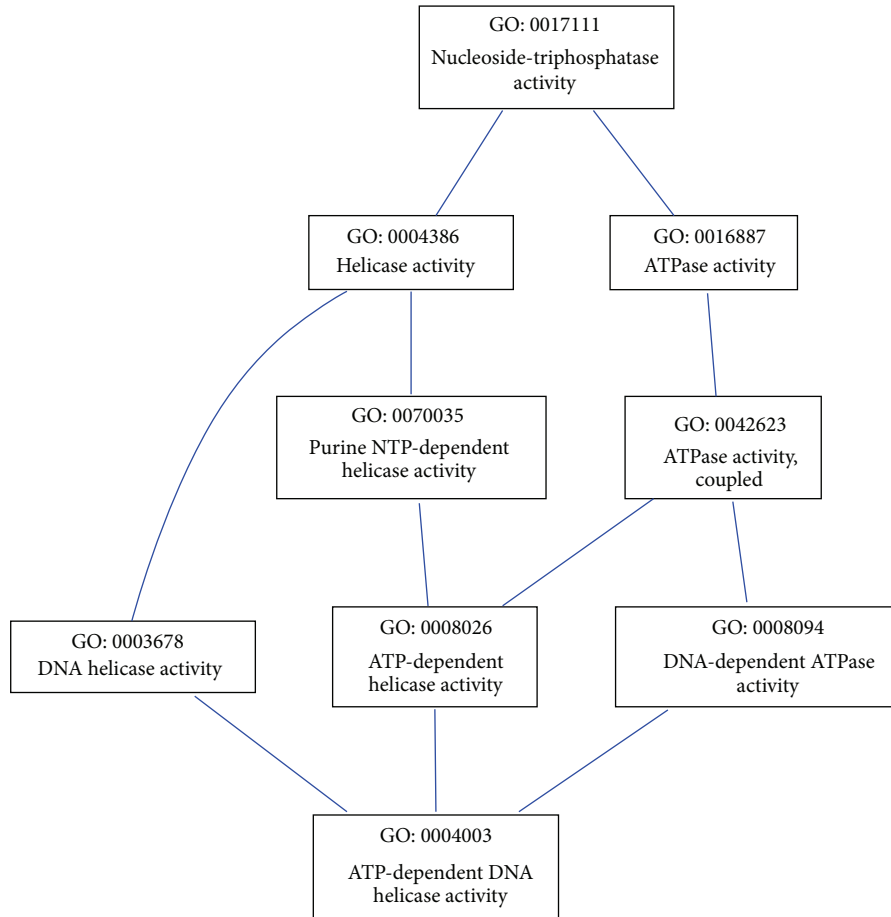 GO: 0017111
Nucleoside-triphosphatase
activity
GO: 0004386
Helicase activity
GO: 0016887
ATPase activity
GO: 0070035
Purine NTP-dependent
helicase activity
GO: 0042623
ATPase activity,
coupled
GO: 0003678
DNA helicase activity
GO: 0008026
ATP-dependent
helicase activity
GO: 0008094
DNA-dependent ATPase
activity
GO: 0004003
ATP-dependent DNA
helicase activity